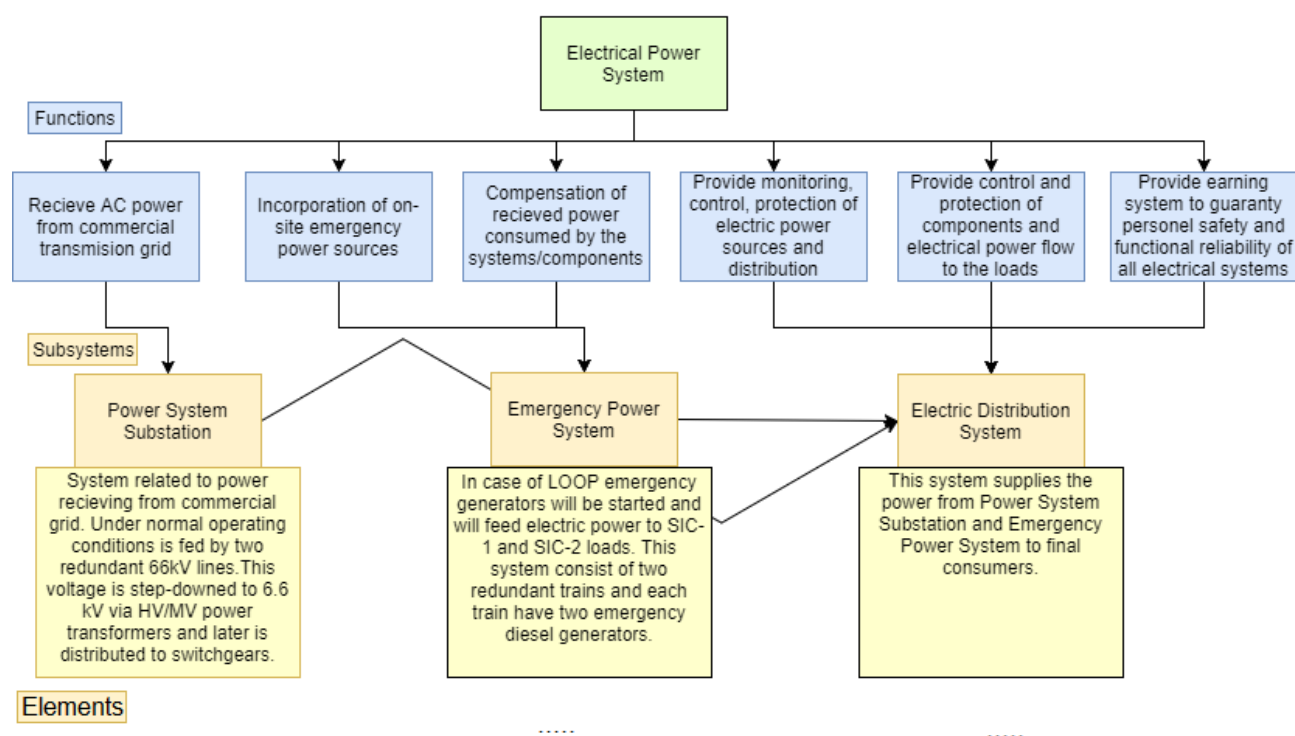 Electrical Power
System
Functions
Recieve AC power
from commercial
transmision grid
Incorporation of on-
site emergency
power sources
Compensation of
recieved power
consumed by the
systems/components
Provide monitoring,
control, protection of
electric power
sources and
distribution
Provide control and
protection of
components and
electrical power flow
to the loads
Provide earning
system to guaranty
personel safety and
functional reliability of
all electrical systems
Subsystems
Power System
Substation
Emergency Power
System
Electric Distribution
System
System related to power
recieving from commercial
grid. Under normal operating
conditions is fed by two
redundant 66kV lines.This
voltage is step-downed to 6.6
kV via HV/MV power
transformers and later is
distributed to switchgears.
In case of LOOP emergency
generators will be started and
will feed electric power to SIC-
1 and SIC-2 loads. This
system consist of two
redundant trains and each
train have two emergency
diesel generators.
This system supplies the
power from Power System
Substation and Emergency
Power System to final
consumers.
Elements
.....
.....